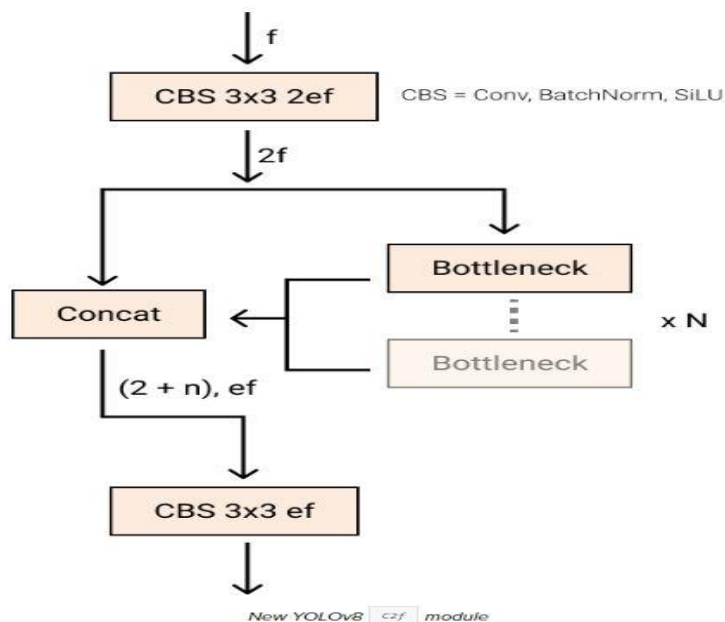 f
CBS 3x3 2ef
CBS = Conv, BatchNorm, SiLU
2f
Bottleneck
Concat
x N
Bottleneck
(2 + n), ef
CBS 3x3 ef
New YOLOv8 c2f module